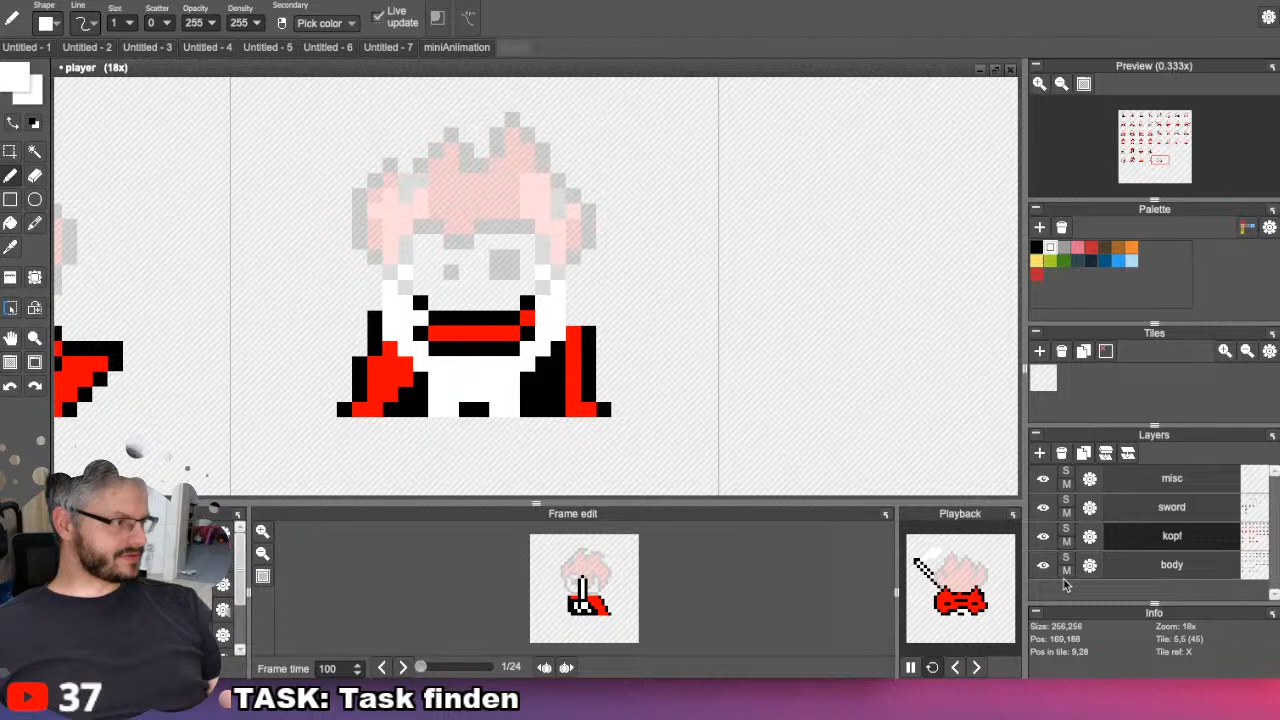 Shape Line Size Scatter Opacity Density Secondary
1 0 255 255 Pick color Live update
Untitled - 1 Untitled - 2 Untitled - 3 Untitled - 4 Untitled - 5 Untitled - 6 Untitled - 7 miniAniimation
• player (18x)
Preview (0.333x)
Palette
Tiles
Layers
S
M
misc
S
M
sword
S
M
kopf
S
M
body
Frame edit
Playback
Info
Size: 256,256 Zoom: 18x
Pos: 169,188 Tile: 5,5 (45)
Pos in tile: 9,28 Tile ref: X
Frame time 100 1/24
37 TASK: Task finden